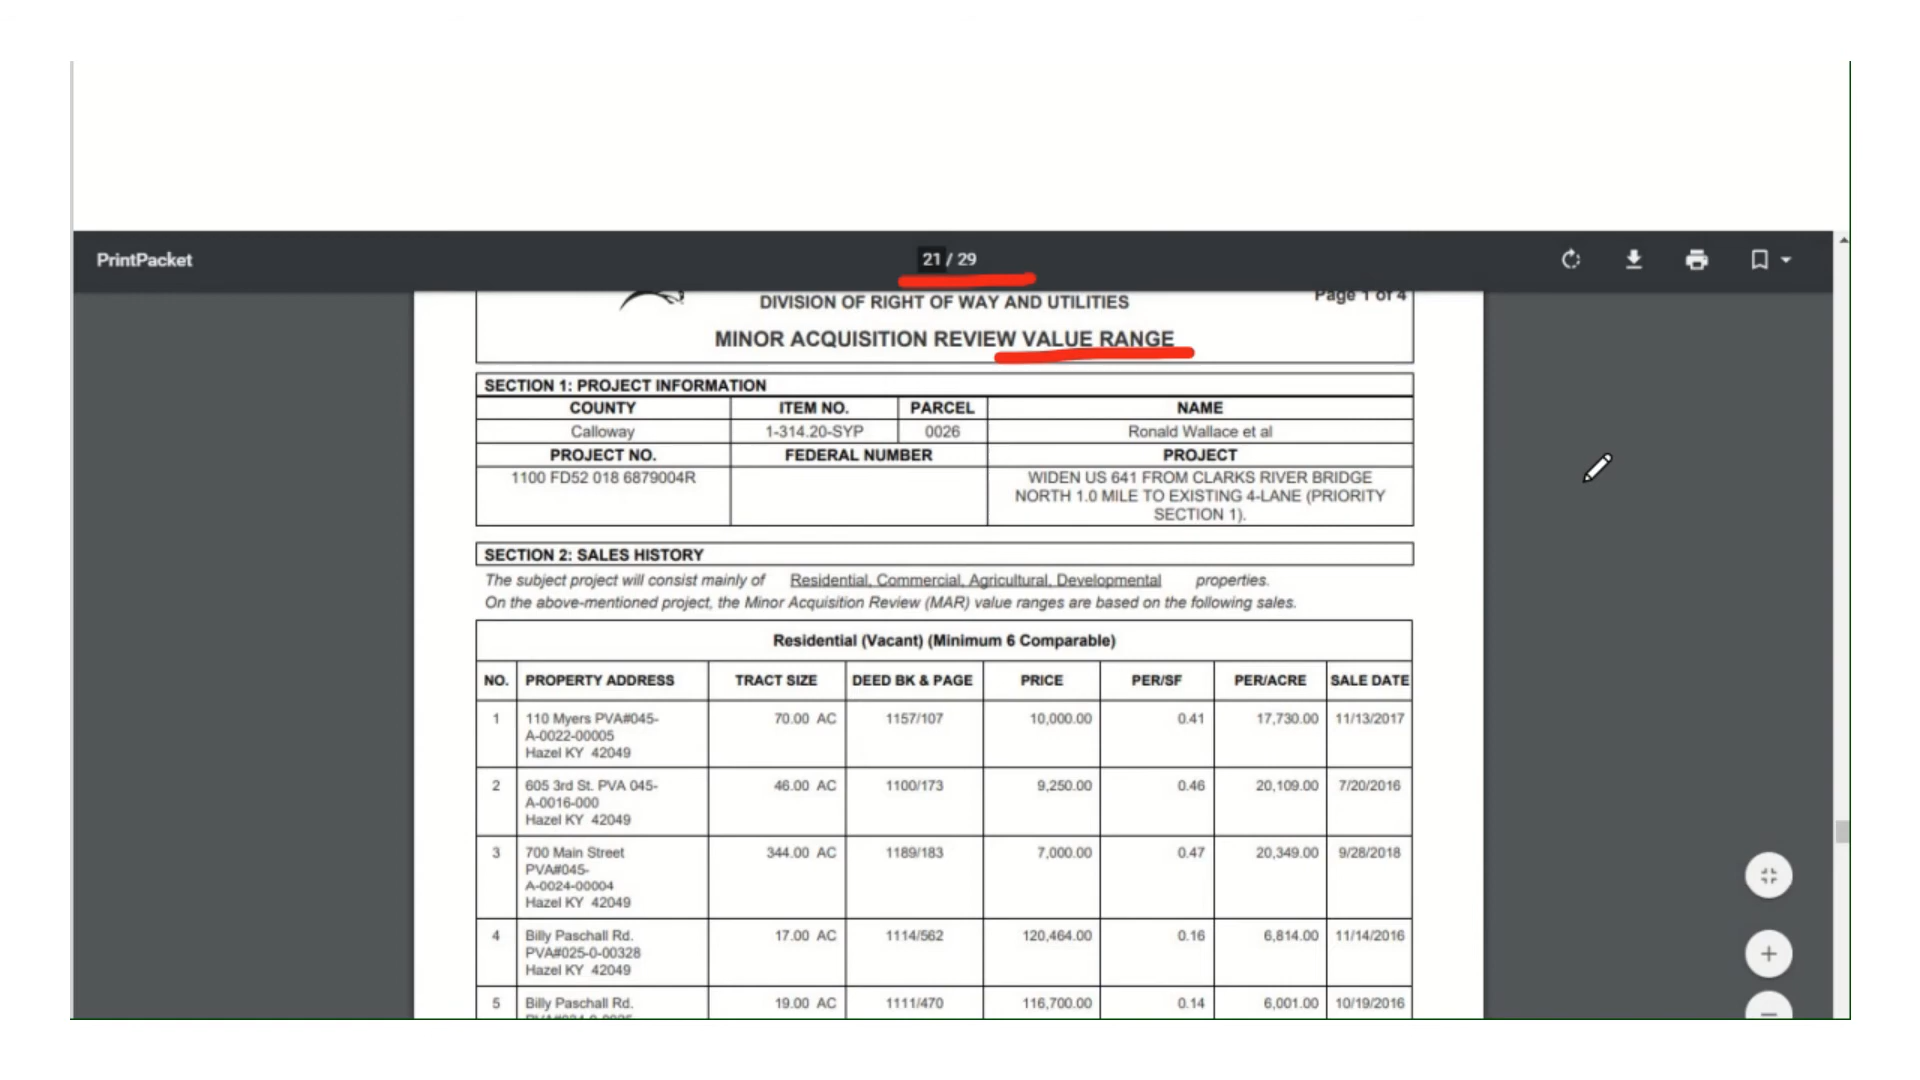 PrintPacket
21 / 29
DIVISION OF RIGHT OF WAY AND UTILITIES
Page 1 of 4
MINOR ACQUISITION REVIEW VALUE RANGE
SECTION 1: PROJECT INFORMATION
COUNTY ITEM NO. PARCEL NAME
Calloway 1-314.20-SYP 0026 Ronald Wallace et al
PROJECT NO. FEDERAL NUMBER PROJECT
1100 FD52 018 6879004R WIDEN US 641 FROM CLARKS RIVER BRIDGE
NORTH 1.0 MILE TO EXISTING 4-LANE (PRIORITY
SECTION 1).
SECTION 2: SALES HISTORY
The subject project will consist mainly of Residential, Commercial, Agricultural, Developmental properties.
On the above-mentioned project, the Minor Acquisition Review (MAR) value ranges are based on the following sales.
Residential (Vacant) (Minimum 6 Comparable)
NO. PROPERTY ADDRESS TRACT SIZE DEED BK & PAGE PRICE PER/SF PER/ACRE SALE DATE
1 110 Myers PVA#045- 70.00 AC 1157/107 10,000.00 0.41 17,730.00 11/13/2017
A-0022-00005
Hazel KY 42049
2 605 3rd St. PVA 045- 46.00 AC 1100/173 9,250.00 0.46 20,109.00 7/20/2016
A-0016-000
Hazel KY 42049
3 700 Main Street 344.00 AC 1189/183 7,000.00 0.47 20,349.00 9/28/2018
PVA#045-
A-0024-00004
Hazel KY 42049
4 Billy Paschall Rd. 17.00 AC 1114/562 120,464.00 0.16 6,814.00 11/14/2016
PVA#025-0-00328
Hazel KY 42049
5 Billy Paschall Rd. 19.00 AC 1111/470 116,700.00 0.14 6,001.00 10/19/2016